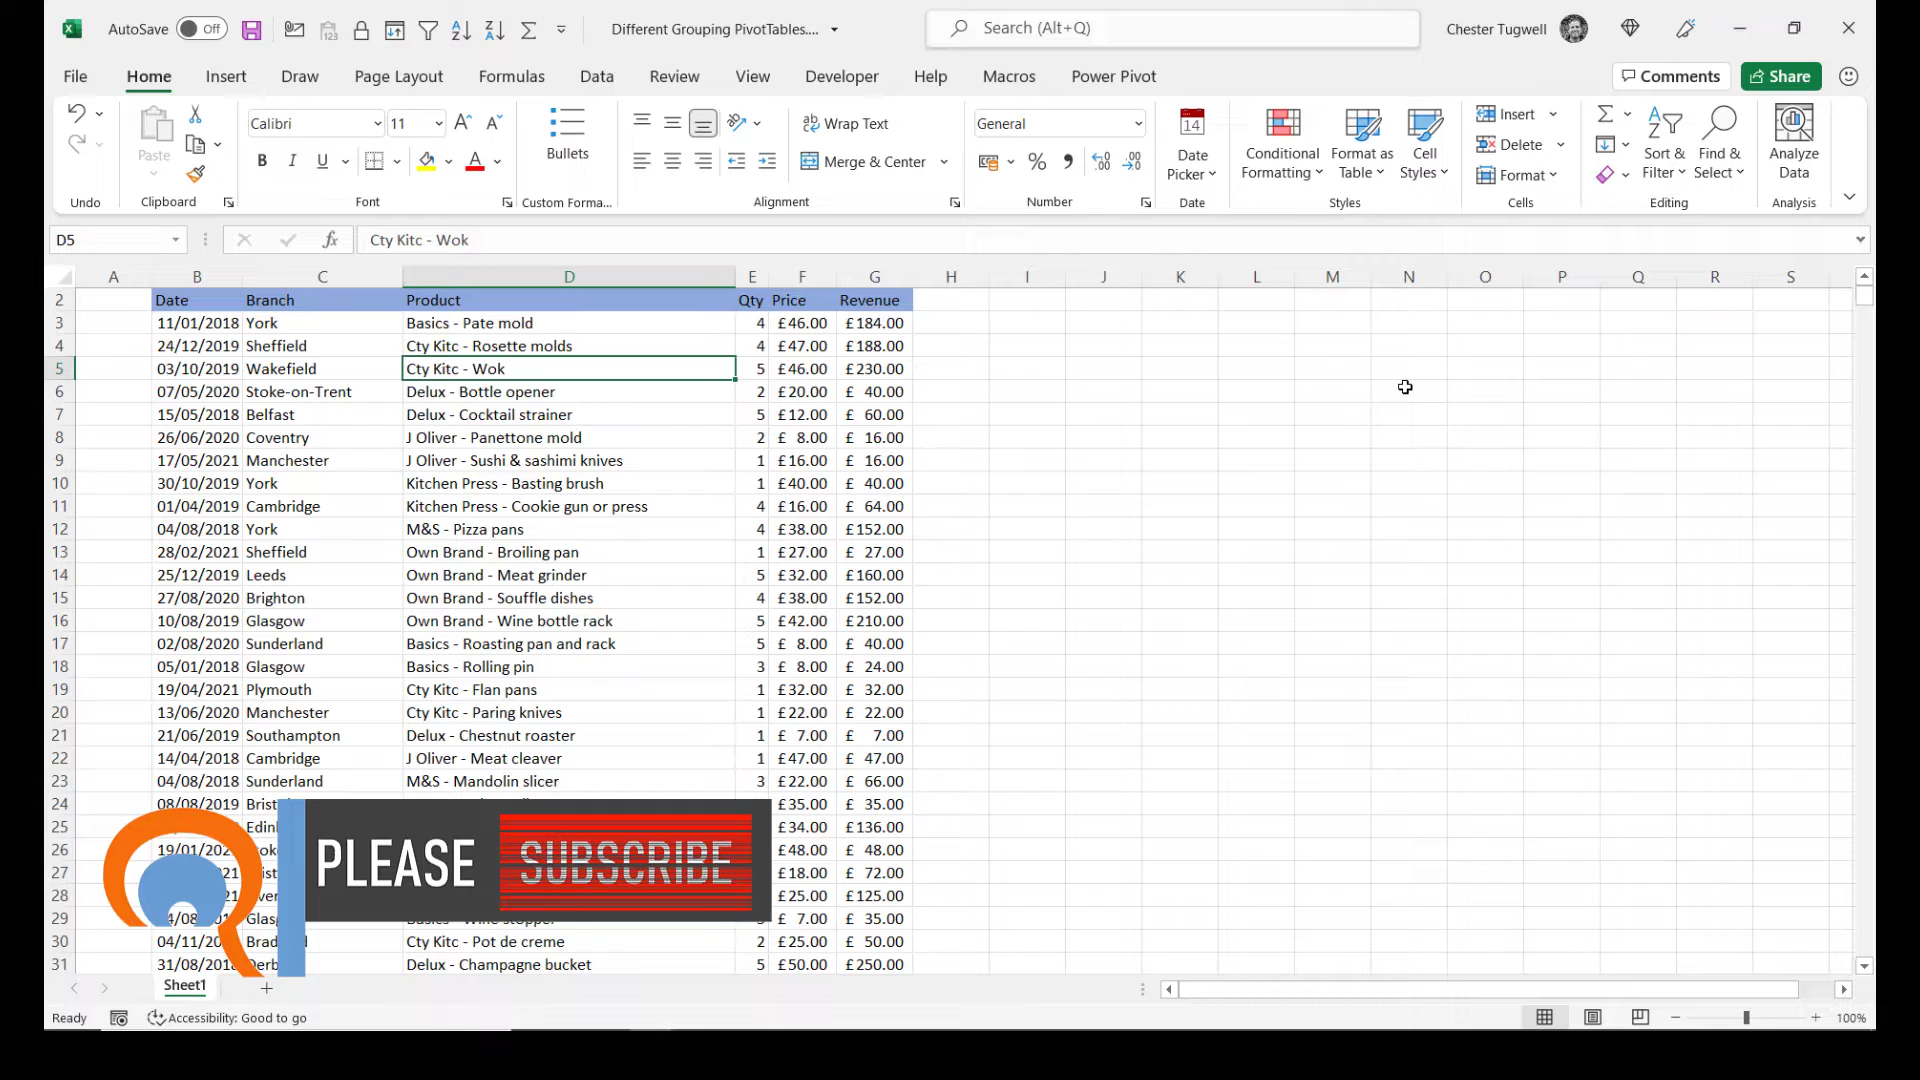 AutoSave Off Different Grouping PivotTables.... Search (Alt+Q) Chester Tugwell
File Home Insert Draw Page Layout Formulas Data Review View Developer Help Macros Power Pivot Comments Share
Calibri 11 Wrap Text General 14 Insert
Paste Bullets Merge & Center Date Picker Conditional Formatting Format as Table Cell Styles Delete Sort & Filter Find & Select Analyze Data
Format
Undo Clipboard Font Custom Forma... Alignment Number Date Styles Cells Editing Analysis
D5 fx Cty Kitc - Wok
A B C D E F G H I J K L M N O P Q R S
2 Date Branch Product Qty Price Revenue
3 11/01/2018 York Basics - Pate mold 4 £46.00 £184.00
4 24/12/2019 Sheffield Cty Kitc - Rosette molds 4 £47.00 £188.00
5 03/10/2019 Wakefield Cty Kitc - Wok 5 £46.00 £230.00
6 07/05/2020 Stoke-on-Trent Delux - Bottle opener 2 £20.00 £ 40.00
7 15/05/2018 Belfast Delux - Cocktail strainer 5 £12.00 £ 60.00
8 26/06/2020 Coventry J Oliver - Panettone mold 2 £ 8.00 £ 16.00
9 17/05/2021 Manchester J Oliver - Sushi & sashimi knives 1 £16.00 £ 16.00
10 30/10/2019 York Kitchen Press - Basting brush 1 £40.00 £ 40.00
11 01/04/2019 Cambridge Kitchen Press - Cookie gun or press 4 £16.00 £ 64.00
12 04/08/2018 York M&S - Pizza pans 4 £38.00 £152.00
13 28/02/2021 Sheffield Own Brand - Broiling pan 1 £27.00 £ 27.00
14 25/12/2019 Leeds Own Brand - Meat grinder 5 £32.00 £160.00
15 27/08/2020 Brighton Own Brand - Souffle dishes 4 £38.00 £152.00
16 10/08/2019 Glasgow Own Brand - Wine bottle rack 5 £42.00 £210.00
17 02/08/2020 Sunderland Basics - Roasting pan and rack 5 £ 8.00 £ 40.00
18 05/01/2018 Glasgow Basics - Rolling pin 3 £ 8.00 £ 24.00
19 19/04/2021 Plymouth Cty Kitc - Flan pans 1 £32.00 £ 32.00
20 13/06/2020 Manchester Cty Kitc - Paring knives 1 £22.00 £ 22.00
21 21/06/2019 Southampton Delux - Chestnut roaster 1 £ 7.00 £ 7.00
22 14/04/2018 Cambridge J Oliver - Meat cleaver 1 £47.00 £ 47.00
23 04/08/2018 Sunderland M&S - Mandolin slicer 3 £22.00 £ 66.00
24 08/08/2019 £35.00 £ 35.00
25 £34.00 £136.00
26 £48.00 £ 48.00
27 £18.00 £ 72.00
28 £25.00 £125.00
29 £ 7.00 £ 35.00
30 Cty Kitc - Pot de creme 2 £25.00 £ 50.00
31 31/08/2018 Delux - Champagne bucket 5 £50.00 £250.00
PLEASE SUBSCRIBE
Sheet1
Ready Accessibility: Good to go 100%